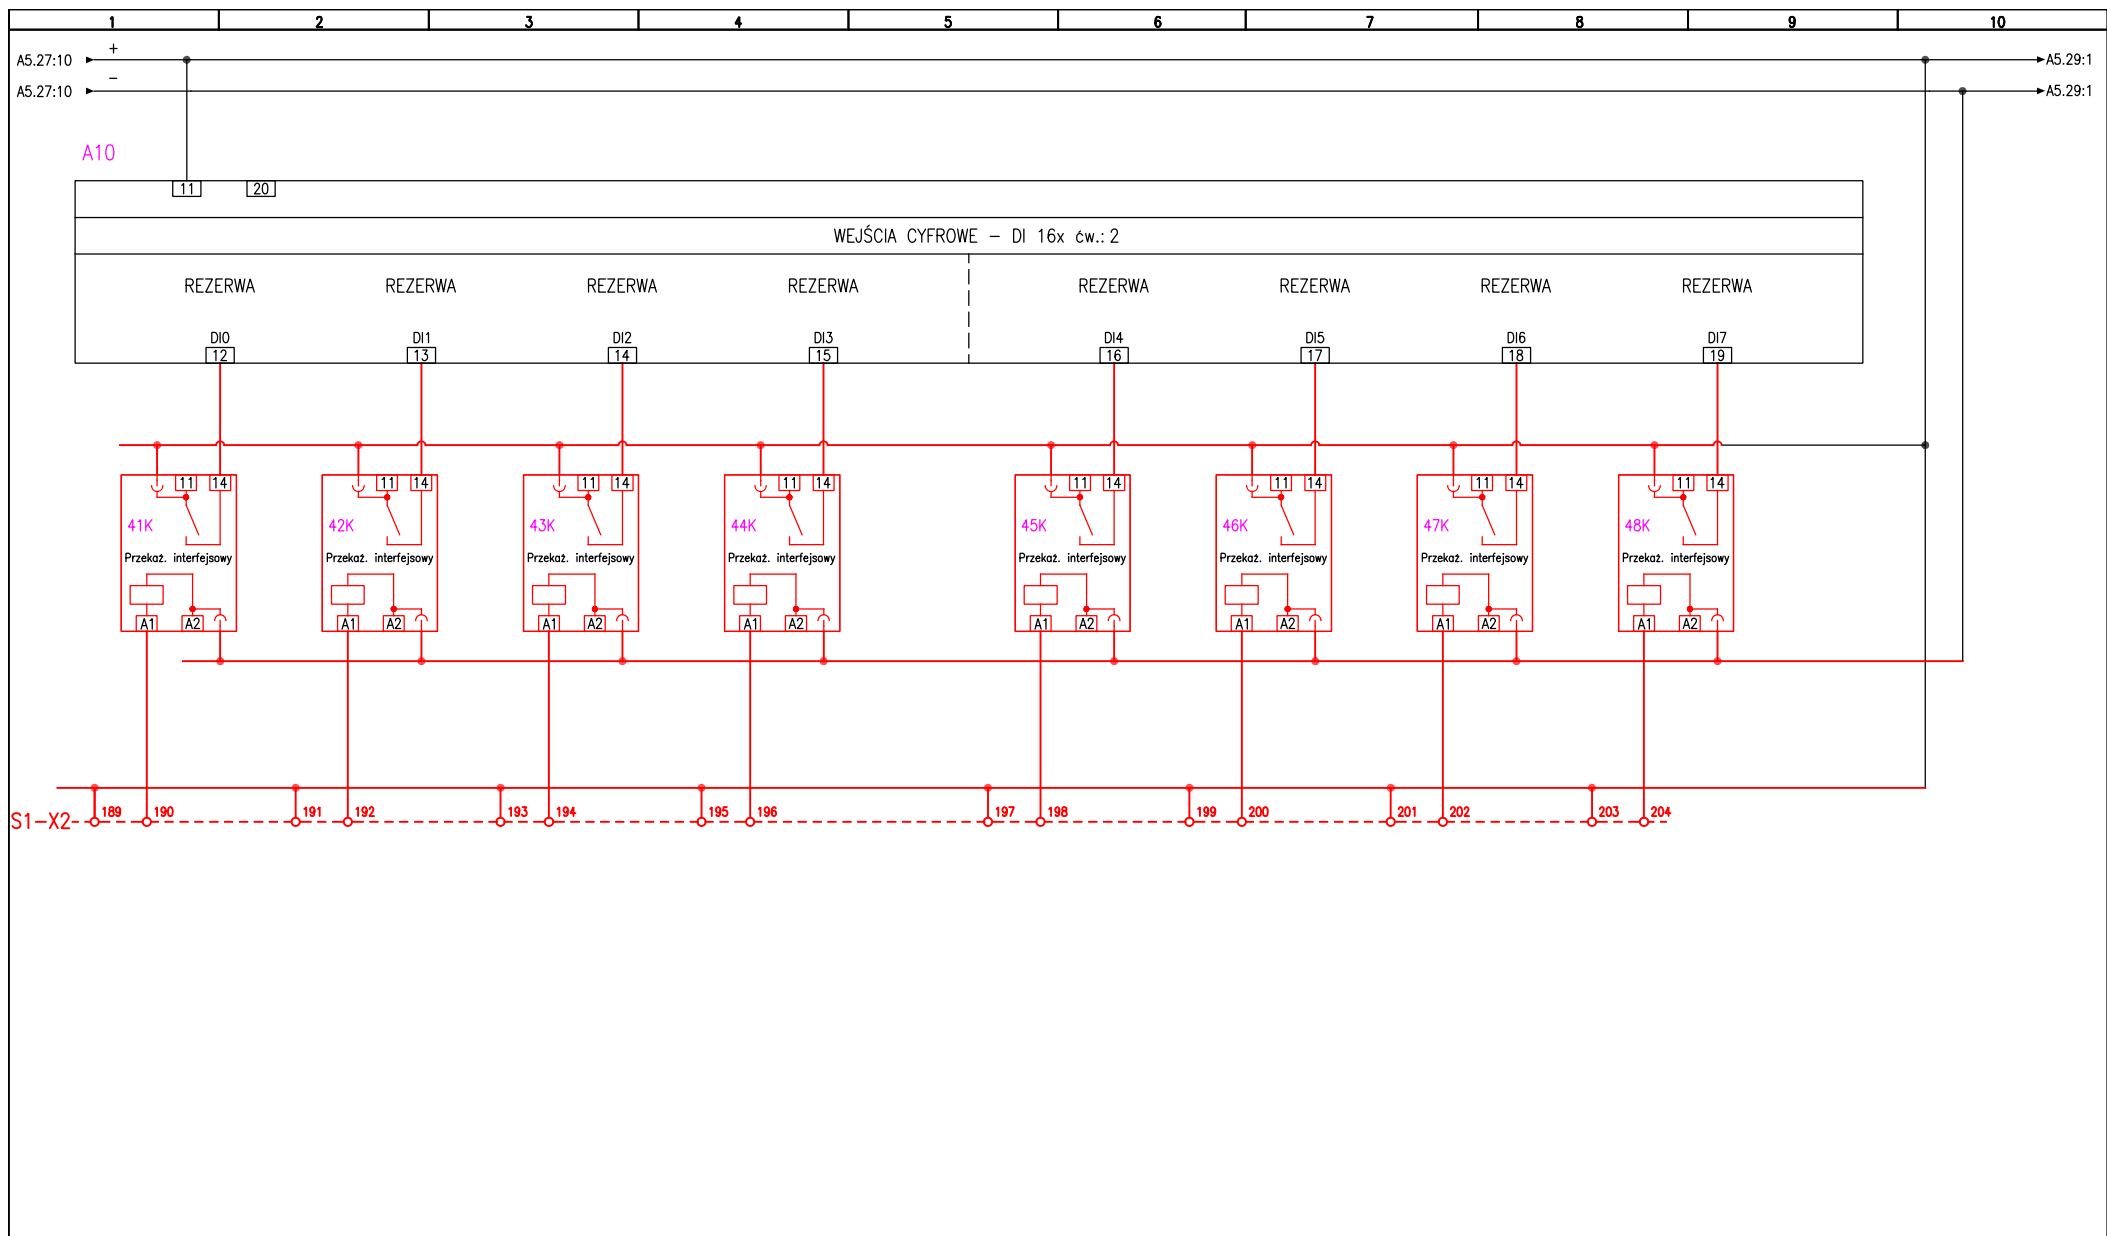 1 2 3 4 5 6 7 8 9 10
A5.27:10 + A5.29:1
A5.27:10 − A5.29:1
A10
11 20
WEJŚCIA CYFROWE − DI 16x ćw.: 2
REZERWA REZERWA REZERWA REZERWA REZERWA REZERWA REZERWA REZERWA
DI0 DI1 DI2 DI3 DI4 DI5 DI6 DI7
12 13 14 15 16 17 18 19
11 14 11 14 11 14 11 14 11 14 11 14 11 14 11 14
41K 42K 43K 44K 45K 46K 47K 48K
Przekaź. interfejsowy Przekaź. interfejsowy Przekaź. interfejsowy Przekaź. interfejsowy Przekaź. interfejsowy Przekaź. interfejsowy Przekaź. interfejsowy Przekaź. interfejsowy
A1 A2 A1 A2 A1 A2 A1 A2 A1 A2 A1 A2 A1 A2 A1 A2
S1-X2 189 190 191 192 193 194 195 196 197 198 199 200 201 202 203 204